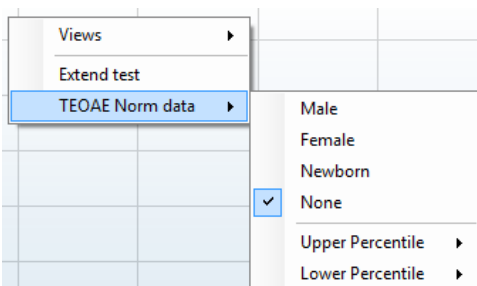 Views
Extend test
TEOAE Norm data
Male
Female
Newborn
None
Upper Percentile
Lower Percentile